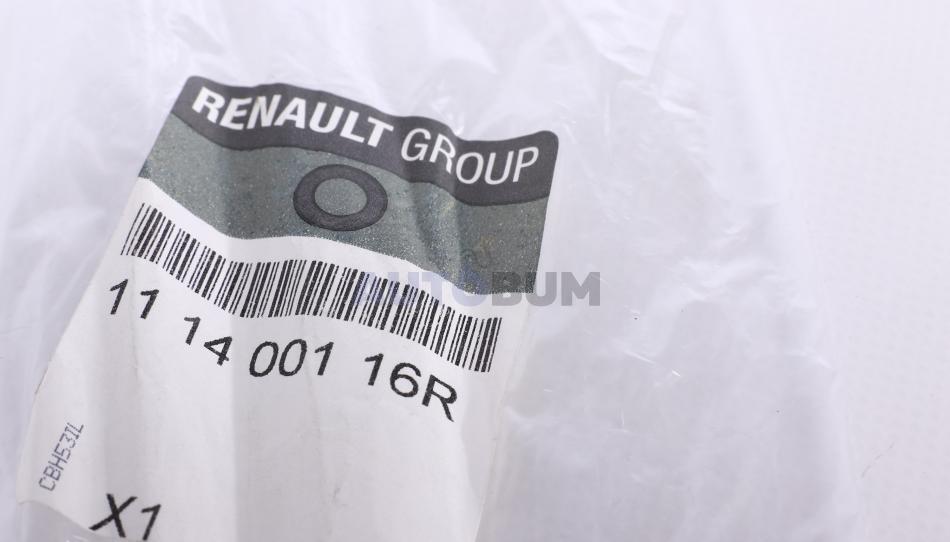 RENAULT GROUP
AUTOBUM
11 14 001 16R
CBH53IL
X1